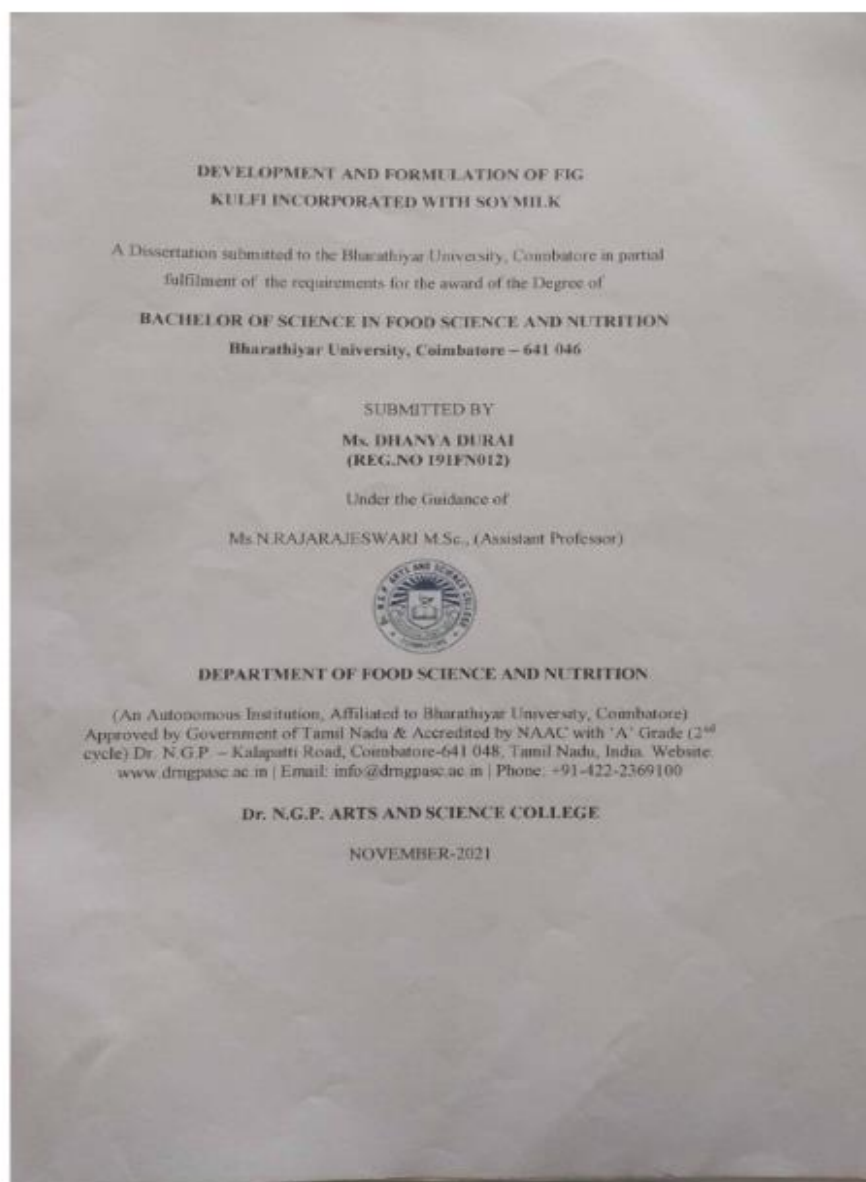 DEVELOPMENT AND FORMULATION OF FIG
KULFI INCORPORATED WITH SOYMILK
A Dissertation submitted to the Bharathiyar University, Coimbatore in partial
fulfilment of the requirements for the award of the Degree of
BACHELOR OF SCIENCE IN FOOD SCIENCE AND NUTRITION
Bharathiyar University, Coimbatore – 641 046
SUBMITTED BY
Ms. DHANYA DURAI
(REG.NO 191FN012)
Under the Guidance of
Ms.N.RAJARAJESWARI M.Sc., (Assistant Professor)
Dr. N.G.P. ARTS AND SCIENCE COLLEGE
COIMBATORE
DEPARTMENT OF FOOD SCIENCE AND NUTRITION
(An Autonomous Institution, Affiliated to Bharathiyar University, Coimbatore)
Approved by Government of Tamil Nadu & Accredited by NAAC with 'A' Grade (2nd
cycle) Dr. N.G.P. – Kalapatti Road, Coimbatore-641 048, Tamil Nadu, India. Website:
www.drngpasc.ac.in | Email: info@drngpasc.ac.in | Phone: +91-422-2369100
Dr. N.G.P. ARTS AND SCIENCE COLLEGE
NOVEMBER-2021